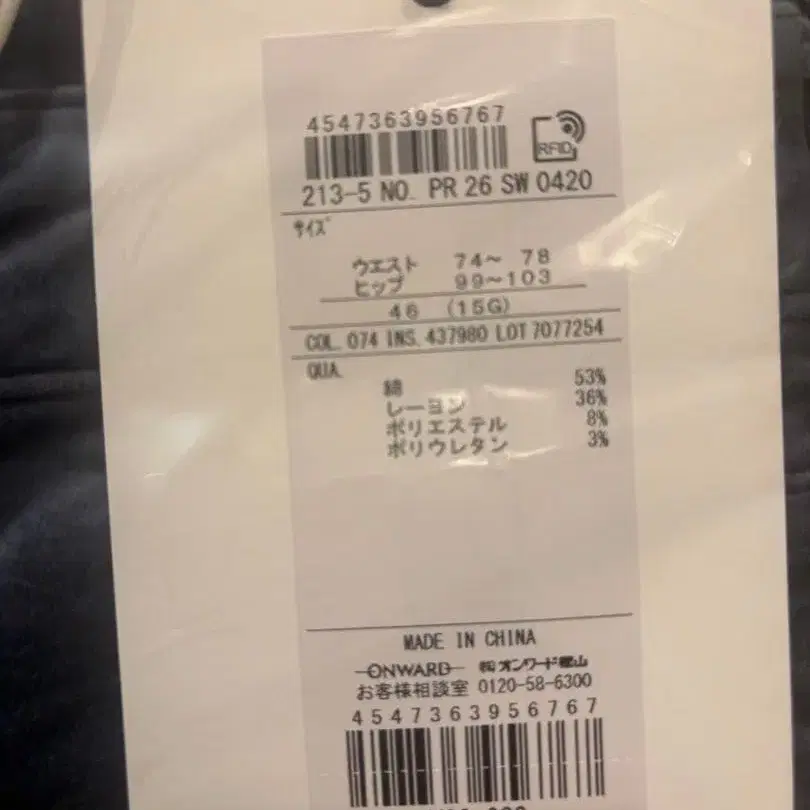 4547363956767
RFID
213-5 NO. PR 26 SW 0420
サイズ
ウエスト 74～ 78
ヒップ 99～103
46 (15G)
COL. 074 INS. 437980 LOT 7077254
QUA.
綿 53%
レーヨン 36%
ポリエステル 8%
ポリウレタン 3%
MADE IN CHINA
ONWARD ㈱オンワード樫山
お客様相談室 0120-58-6300
4547363956767